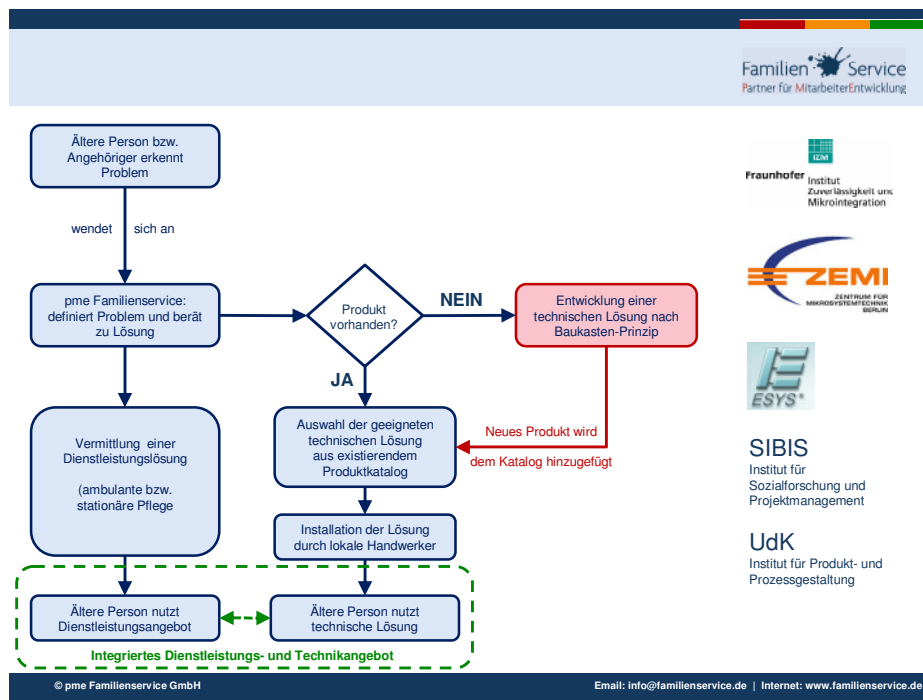 Familien Service
Partner für MitarbeiterEntwicklung
Ältere Person bzw.
Angehöriger erkennt
Problem
wendet sich an
pme Familienservice:
definiert Problem und berät
zu Lösung
Produkt
vorhanden?
NEIN
Entwicklung einer
technischen Lösung nach
Baukasten-Prinzip
JA
Vermittlung einer
Dienstleistungslösung
(ambulante bzw.
stationäre Pflege
Auswahl der geeigneten
technischen Lösung
aus existierendem
Produktkatalog
Neues Produkt wird
dem Katalog hinzugefügt
Installation der Lösung
durch lokale Handwerker
Ältere Person nutzt
Dienstleistungsangebot
Ältere Person nutzt
technische Lösung
Integriertes Dienstleistungs- und Technikangebot
IZM
Fraunhofer Institut
Zuverlässigkeit und
Mikrointegration
ZEMI
ZENTRUM FÜR
MIKROSYSTEMTECHNIK
BERLIN
ESYS
SIBIS
Institut für
Sozialforschung und
Projektmanagement
UdK
Institut für Produkt- und
Prozessgestaltung
© pme Familienservice GmbH
Email: info@familienservice.de | Internet: www.familienservice.de